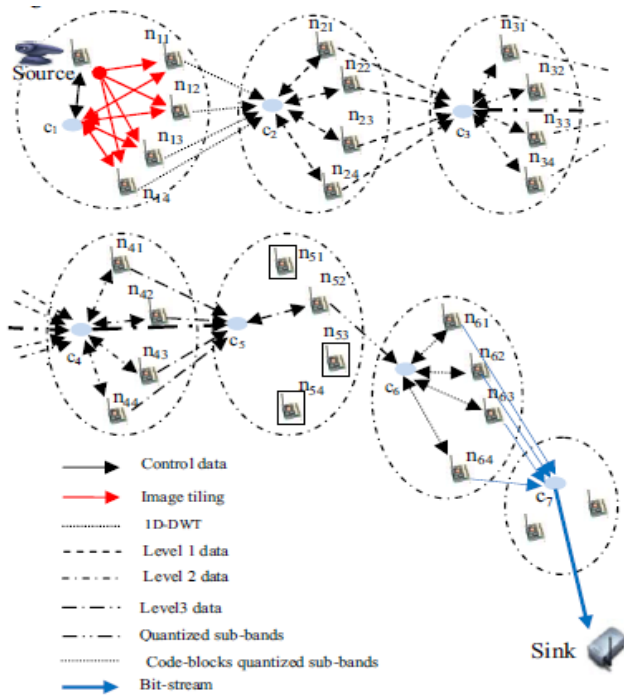 n11 n21 n31
Source
n12 n22 n32
c1 c2 c3
n13 n23 n33
n14 n24 n34
n41 n51
n42 n52 n61
c4 c5 n53 n62
n43 c6
n44 n54 n63
n64
c7
Control data
Image tiling
1D-DWT
Level 1 data
Level 2 data
Level3 data
Quantized sub-bands
Code-blocks quantized sub-bands
Bit-stream
Sink